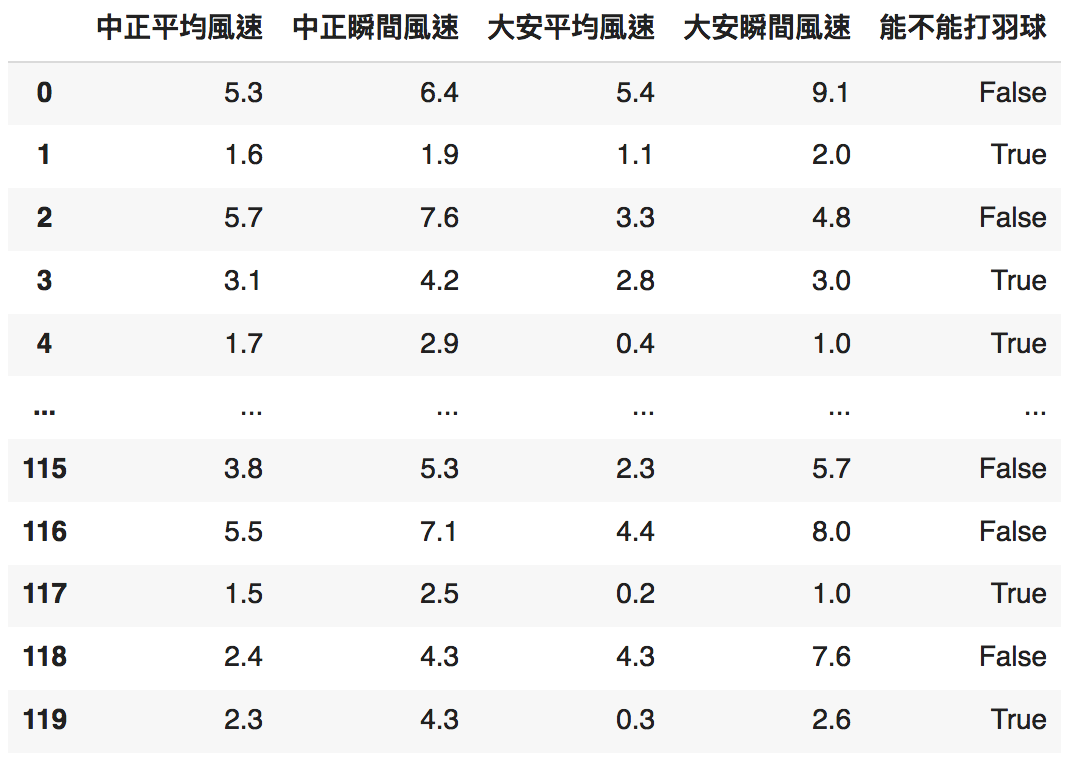 中正平均風速 中正瞬間風速 大安平均風速 大安瞬間風速 能不能打羽球
0 5.3 6.4 5.4 9.1 False
1 1.6 1.9 1.1 2.0 True
2 5.7 7.6 3.3 4.8 False
3 3.1 4.2 2.8 3.0 True
4 1.7 2.9 0.4 1.0 True
... ... ... ... ... ...
115 3.8 5.3 2.3 5.7 False
116 5.5 7.1 4.4 8.0 False
117 1.5 2.5 0.2 1.0 True
118 2.4 4.3 4.3 7.6 False
119 2.3 4.3 0.3 2.6 True